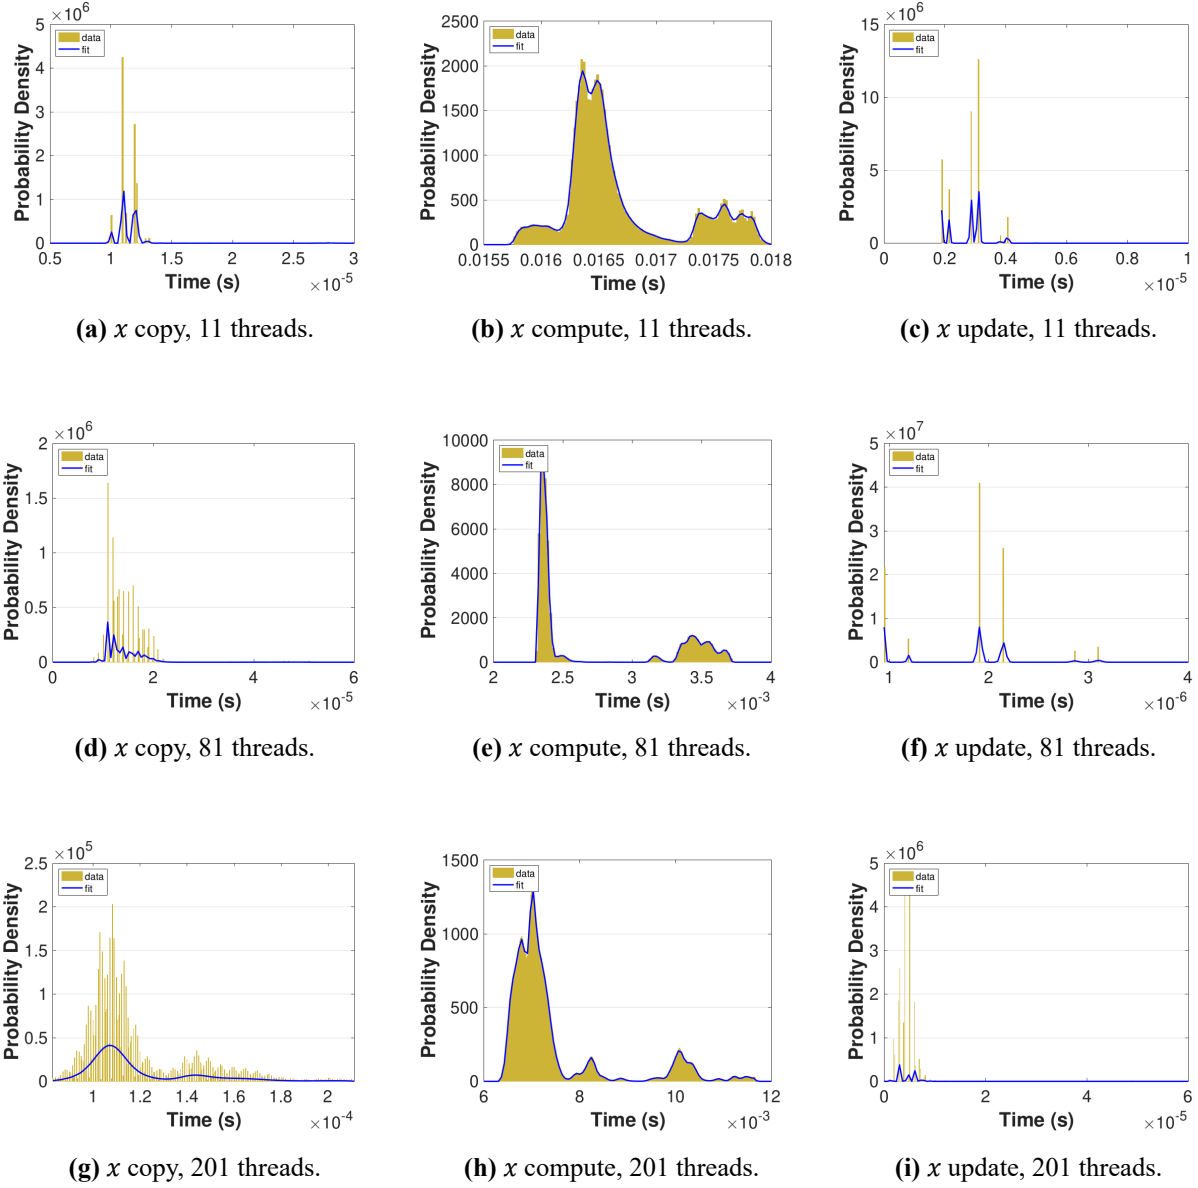 ×10^6
5
4
3
2
1
0
0.5
1
1.5
2
2.5
3
Probability Density
data
fit
Time (s)
×10^-5
(a) x copy, 11 threads.
2500
2000
1500
1000
500
0
0.0155
0.016
0.0165
0.017
0.0175
0.018
Probability Density
data
fit
Time (s)
(b) x compute, 11 threads.
×10^6
15
10
5
0
0
0.2
0.4
0.6
0.8
1
Probability Density
data
fit
Time (s)
×10^-5
(c) x update, 11 threads.
×10^6
2
1.5
1
0.5
0
0
2
4
6
Probability Density
data
fit
Time (s)
×10^-5
(d) x copy, 81 threads.
10000
8000
6000
4000
2000
0
2
2.5
3
3.5
4
Probability Density
data
fit
Time (s)
×10^-3
(e) x compute, 81 threads.
×10^7
5
4
3
2
1
0
1
2
3
4
Probability Density
data
fit
Time (s)
×10^-6
(f) x update, 81 threads.
×10^5
2.5
2
1.5
1
0.5
0
1
1.2
1.4
1.6
1.8
2
Probability Density
data
fit
Time (s)
×10^-4
(g) x copy, 201 threads.
1500
1000
500
0
6
8
10
12
Probability Density
data
fit
Time (s)
×10^-3
(h) x compute, 201 threads.
×10^6
5
4
3
2
1
0
0
2
4
6
Probability Density
data
fit
Time (s)
×10^-5
(i) x update, 201 threads.